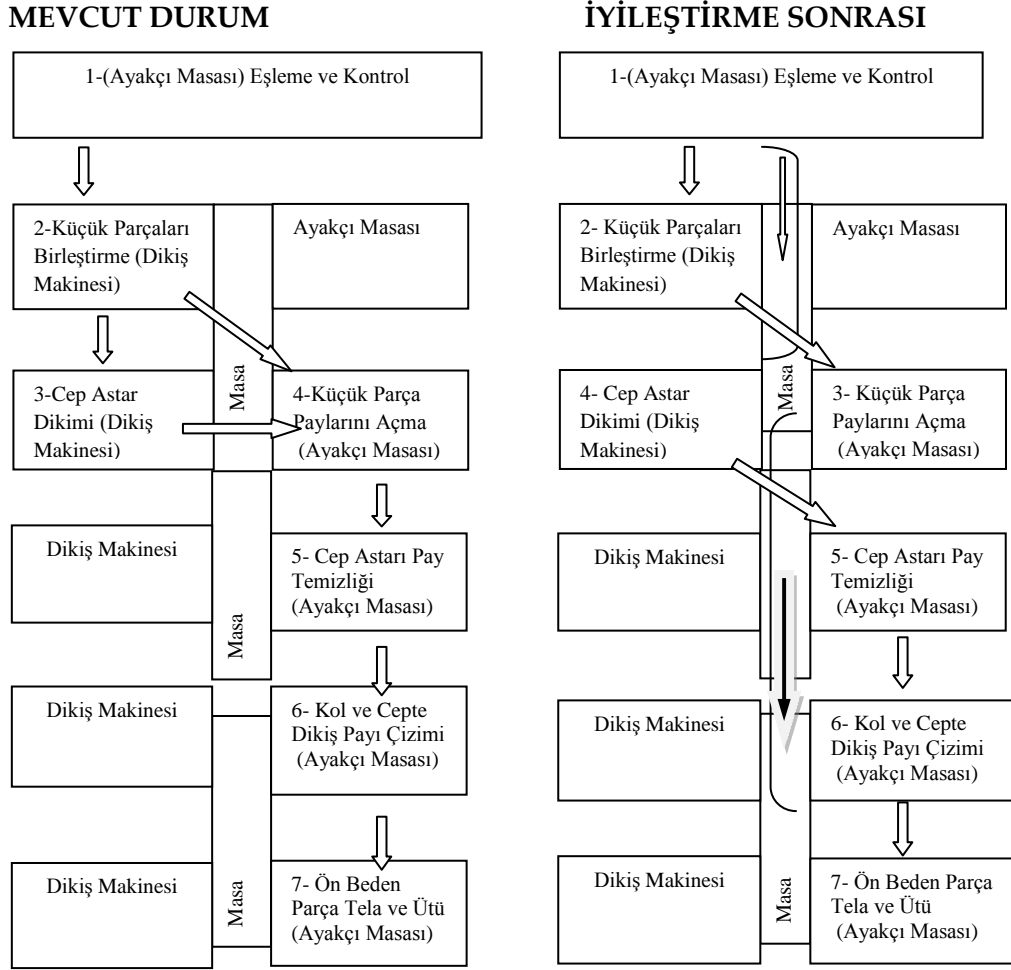 MEVCUT DURUM
1-(Ayakçı Masası) Eşleme ve Kontrol
2-Küçük Parçaları
Birleştirme (Dikiş
Makinesi)
Ayakçı Masası
Masa
3-Cep Astar
Dikimi (Dikiş
Makinesi)
4-Küçük Parça
Paylarını Açma
(Ayakçı Masası)
Dikiş Makinesi
Masa
5- Cep Astarı Pay
Temizliği
(Ayakçı Masası)
Dikiş Makinesi
6- Kol ve Cepte
Dikiş Payı Çizimi
(Ayakçı Masası)
Dikiş Makinesi
Masa
7- Ön Beden
Parça Tela ve Ütü
(Ayakçı Masası)
İYİLEŞTİRME SONRASI
1-(Ayakçı Masası) Eşleme ve Kontrol
2- Küçük Parçaları
Birleştirme (Dikiş
Makinesi)
Ayakçı Masası
Masa
4- Cep Astar
Dikimi (Dikiş
Makinesi)
3- Küçük Parça
Paylarını Açma
(Ayakçı Masası)
Dikiş Makinesi
5- Cep Astarı Pay
Temizliği
(Ayakçı Masası)
Dikiş Makinesi
6- Kol ve Cepte
Dikiş Payı Çizimi
(Ayakçı Masası)
Dikiş Makinesi
Masa
7- Ön Beden Parça
Tela ve Ütü
(Ayakçı Masası)